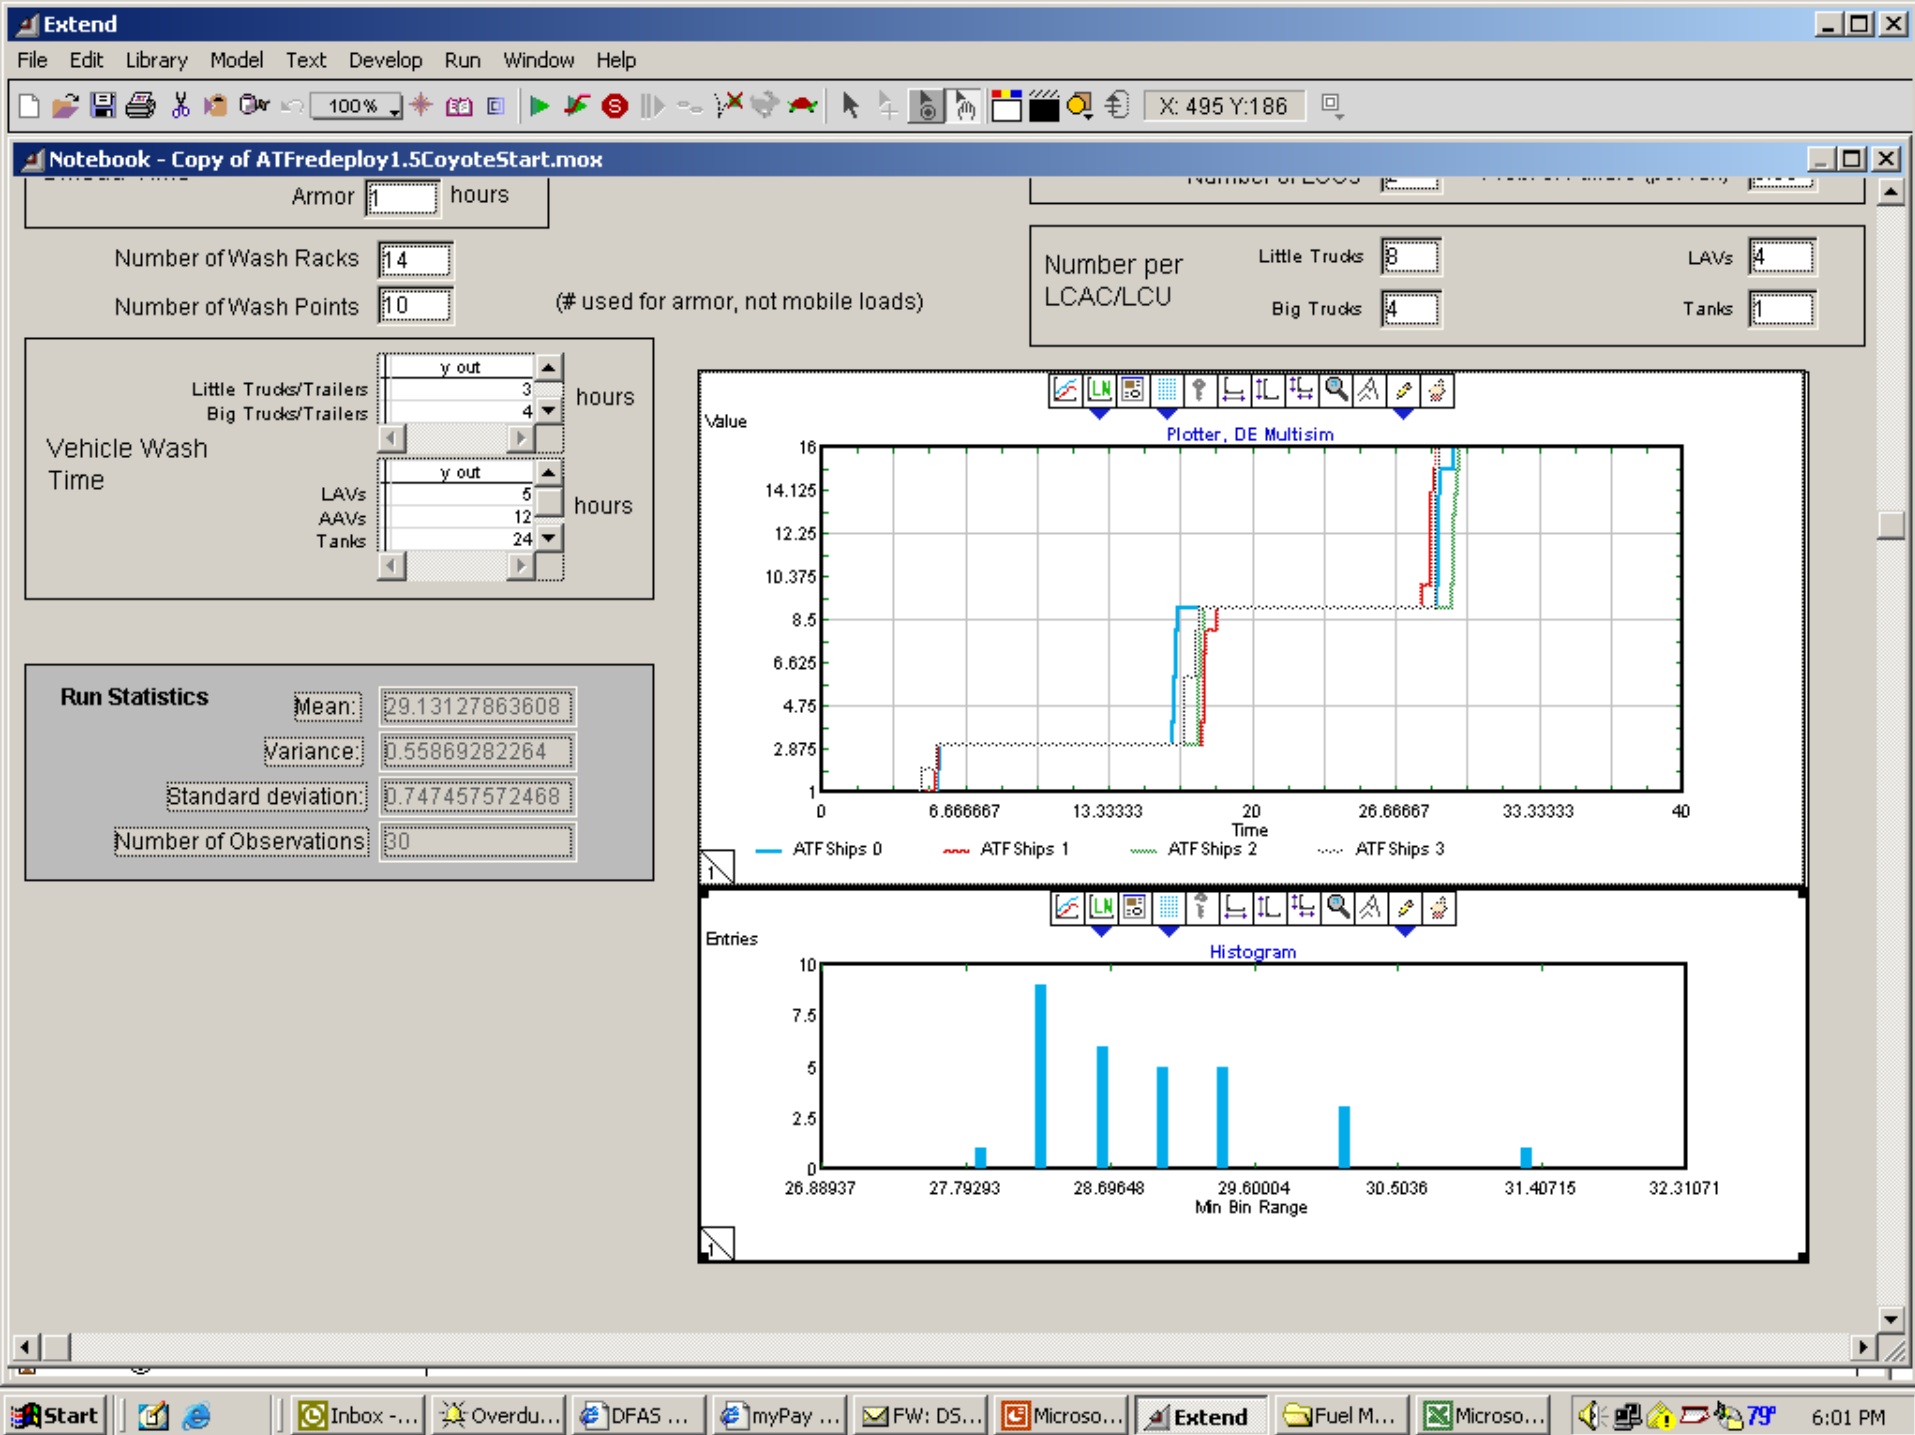 Extend
File Edit Library Model Text Develop Run Window Help
100% X: 495 Y:186
Notebook - Copy of ATFredeploy1.5CoyoteStart.mox
Armor 1 hours
Number of Wash Racks 14
Number of Wash Points 10 (# used for armor, not mobile loads)
Number per LCAC/LCU
Little Trucks 8 LAVs 4
Big Trucks 4 Tanks 1
Vehicle Wash Time
y out
Little Trucks/Trailers 3
Big Trucks/Trailers 4
hours
y out
LAVs 5
AAVs 12
Tanks 24
hours
Run Statistics
Mean: 29.13127863608
Variance: 0.55869282264
Standard deviation: 0.747457572468
Number of Observations 30
LN
Value
Plotter, DE Multisim
16
14.125
12.25
10.375
8.5
6.625
4.75
2.875
1
0 6.666667 13.33333 20 26.66667 33.33333 40
Time
ATF Ships 0 ATF Ships 1 ATF Ships 2 ATF Ships 3
1
LN
Entries
Histogram
10
7.5
5
2.5
0
26.88937 27.79293 28.69648 29.60004 30.5036 31.40715 32.31071
Min Bin Range
1
Start Inbox -... Overdu... DFAS ... myPay ... FW: DS... Microso... Extend Fuel M... Microso... 79° 6:01 PM